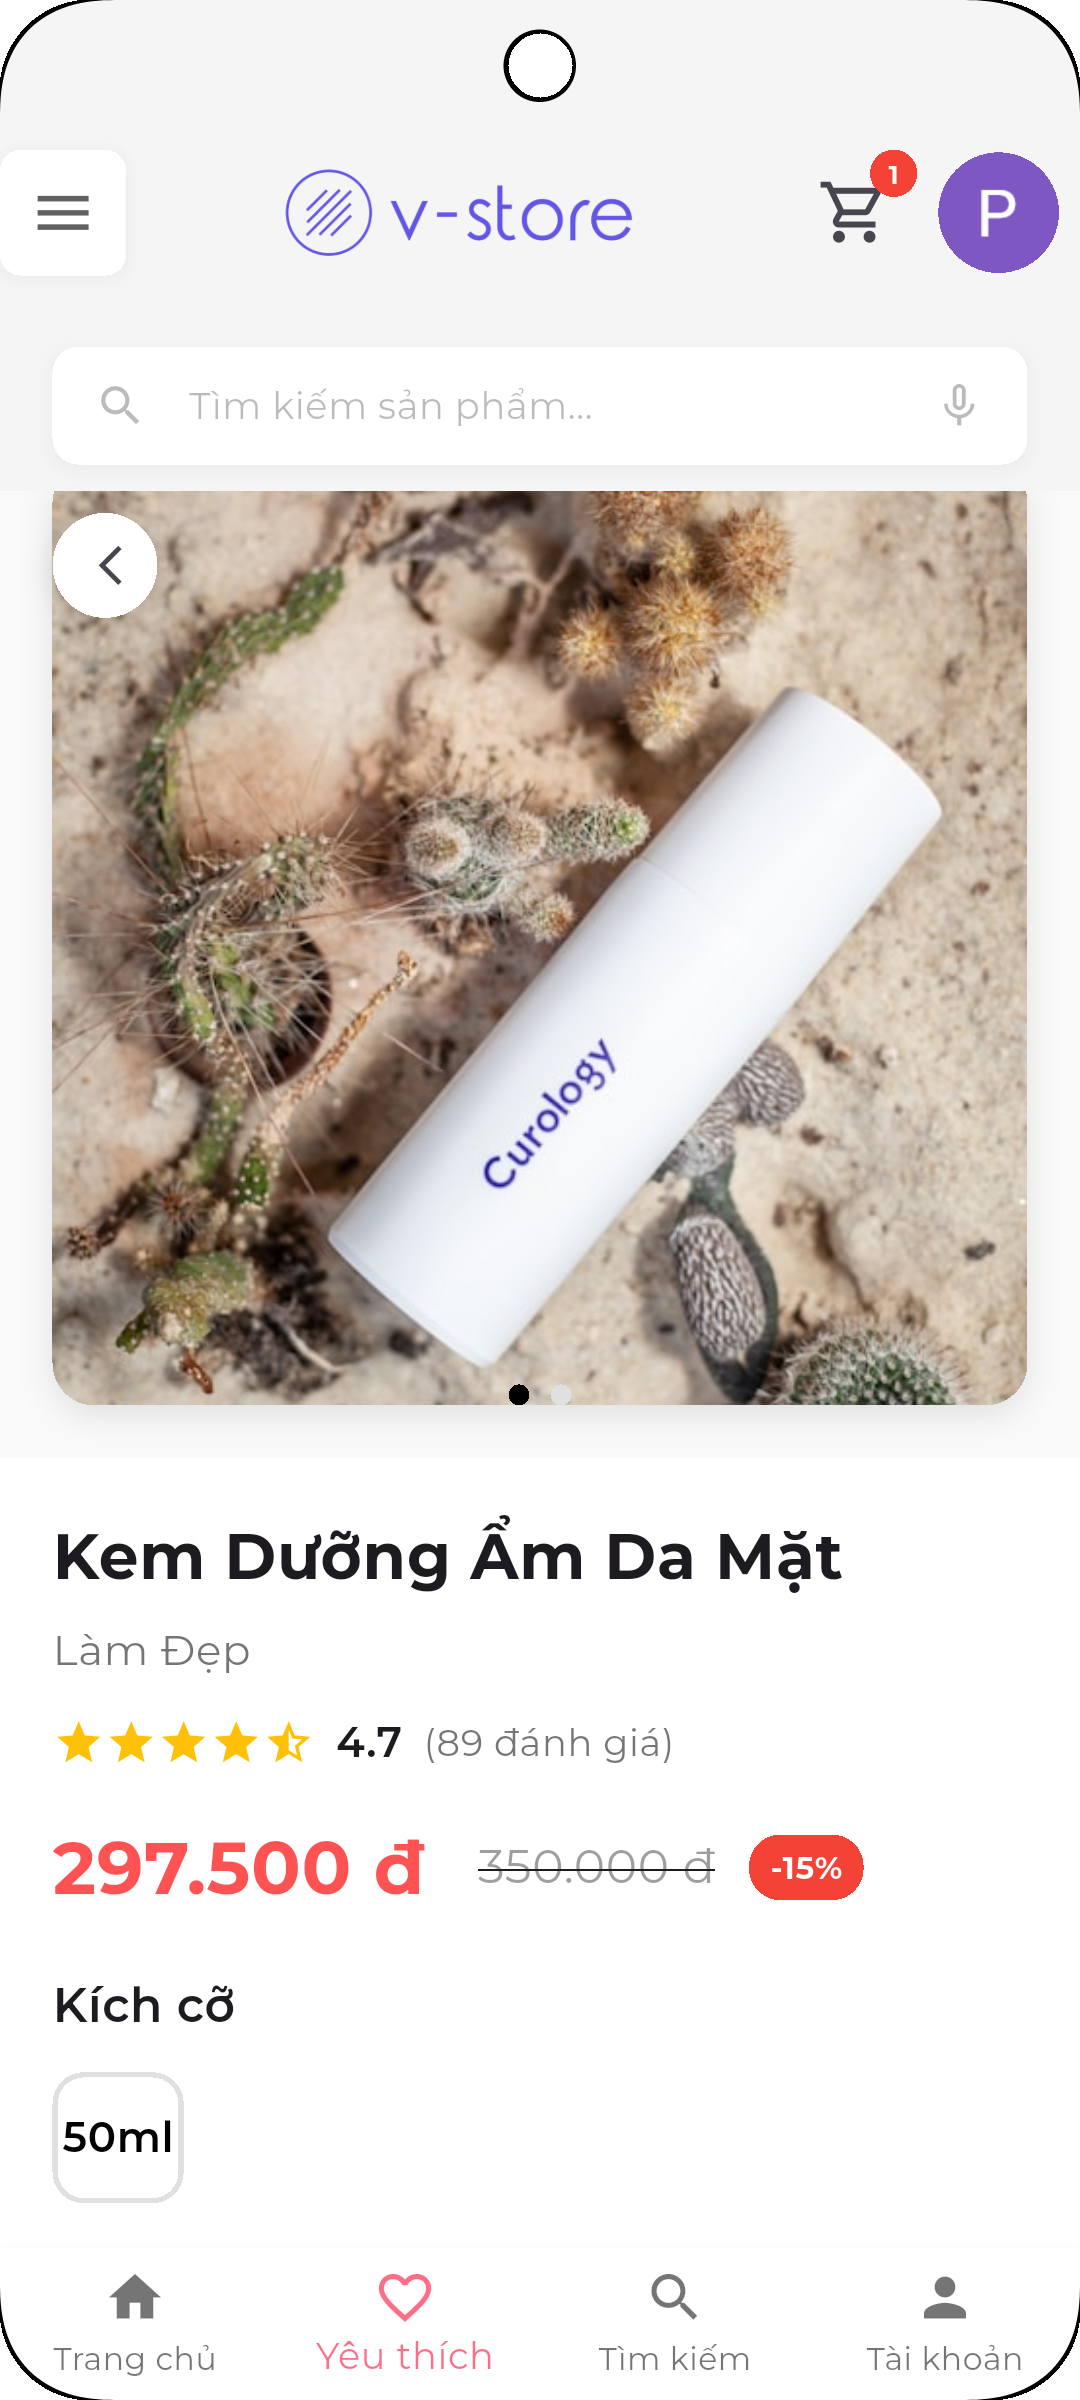 1
P
v-store
Tìm kiếm sản phẩm...
Curology
Kem Dưỡng Ẩm Da Mặt
Làm Đẹp
4.7 (89 đánh giá)
297.500 đ 350.000 đ -15%
Kích cỡ
50ml
Trang chủ Yêu thích Tìm kiếm Tài khoản